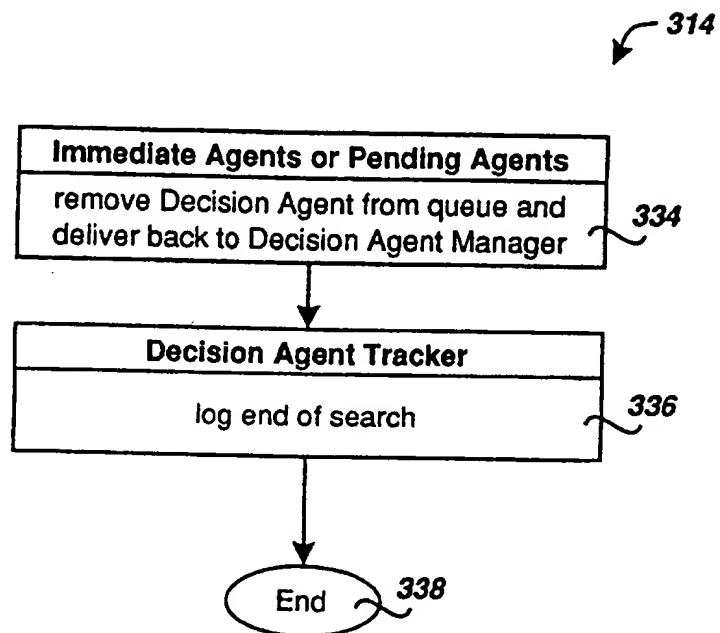 314
Immediate Agents or Pending Agents
remove Decision Agent from queue and
deliver back to Decision Agent Manager
334
Decision Agent Tracker
log end of search
336
End
338